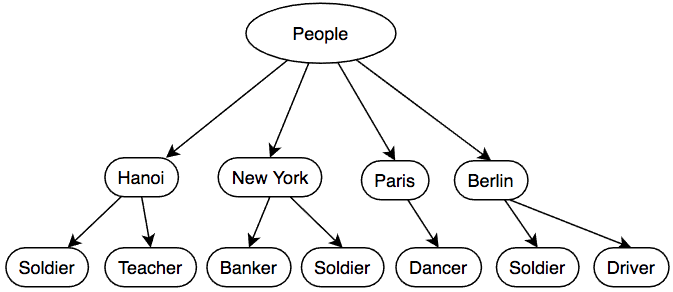 People
Hanoi
New York
Paris
Berlin
Soldier
Teacher
Banker
Soldier
Dancer
Soldier
Driver